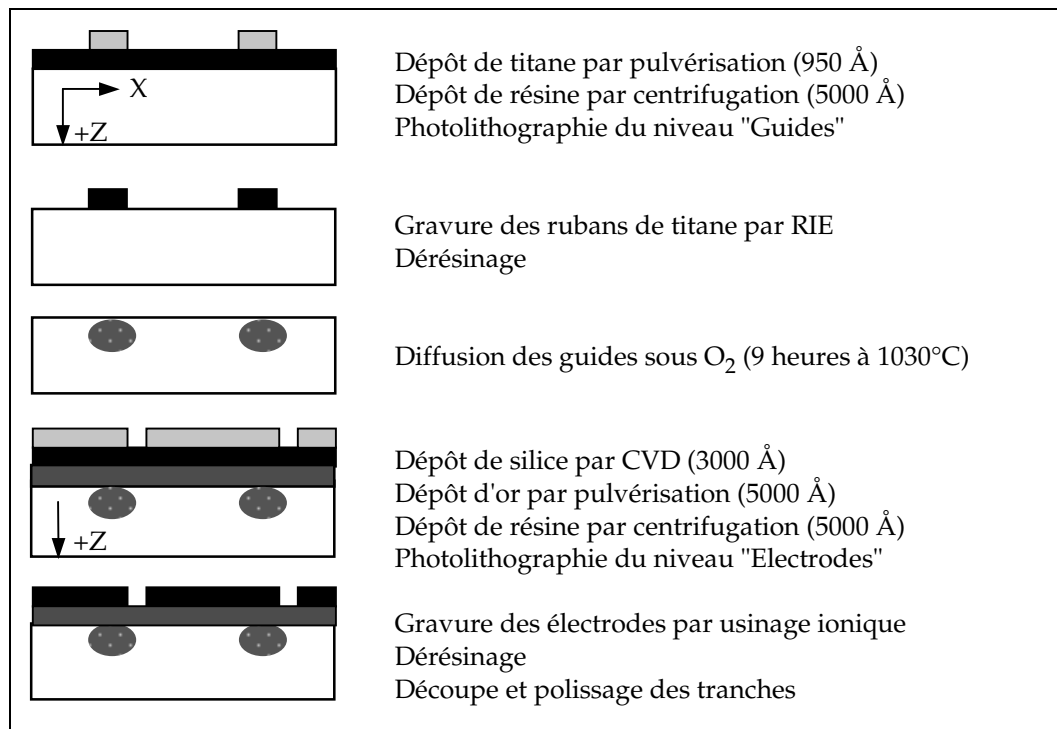 Dépôt de titane par pulvérisation (950 Å)
Dépôt de résine par centrifugation (5000 Å)
Photolithographie du niveau "Guides"
X
+Z
Gravure des rubans de titane par RIE
Dérésinage
Diffusion des guides sous O₂ (9 heures à 1030°C)
Dépôt de silice par CVD (3000 Å)
Dépôt d'or par pulvérisation (5000 Å)
Dépôt de résine par centrifugation (5000 Å)
Photolithographie du niveau "Electrodes"
+Z
Gravure des électrodes par usinage ionique
Dérésinage
Découpe et polissage des tranches